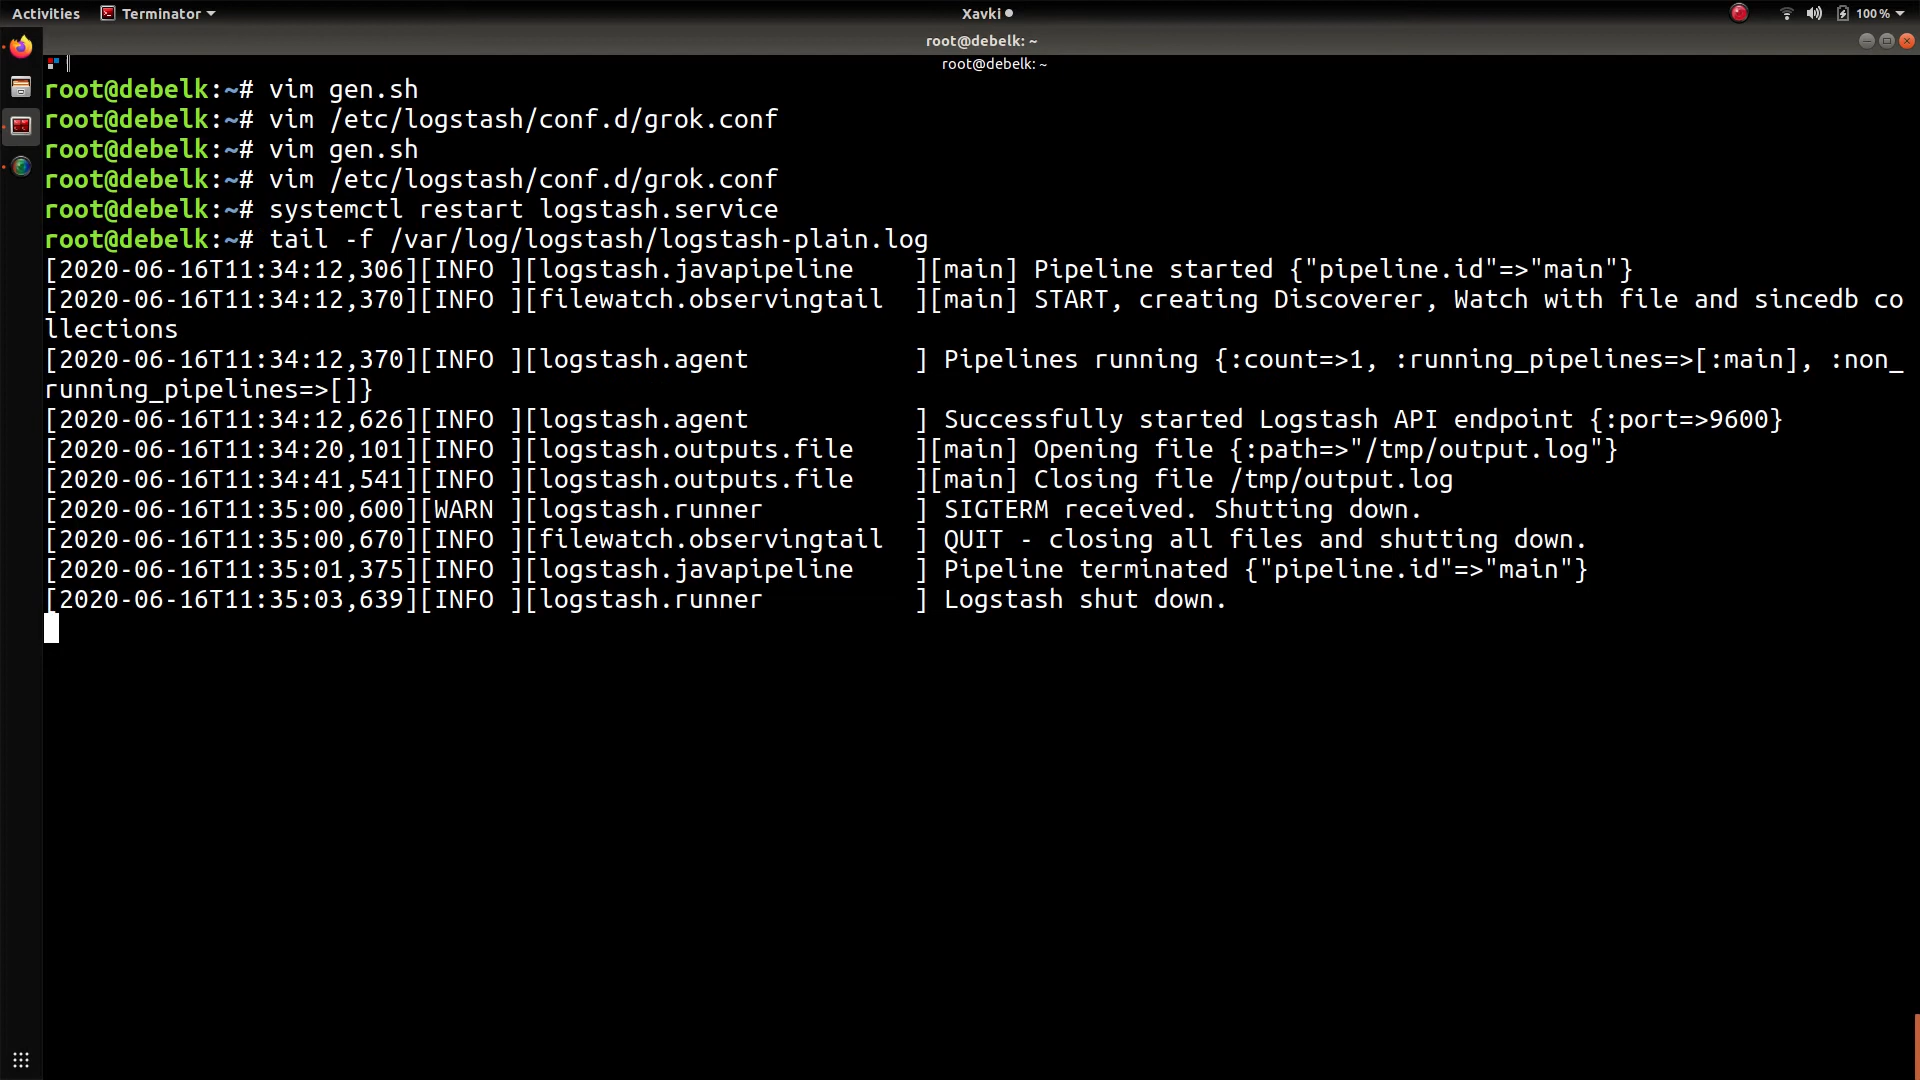 Activities Terminator Xavki 100 %
root@debelk: ~
root@debelk: ~
root@debelk:~# vim gen.sh
root@debelk:~# vim /etc/logstash/conf.d/grok.conf
root@debelk:~# vim gen.sh
root@debelk:~# vim /etc/logstash/conf.d/grok.conf
root@debelk:~# systemctl restart logstash.service
root@debelk:~# tail -f /var/log/logstash/logstash-plain.log
[2020-06-16T11:34:12,306][INFO ][logstash.javapipeline    ][main] Pipeline started {"pipeline.id"=>"main"}
[2020-06-16T11:34:12,370][INFO ][filewatch.observingtail  ][main] START, creating Discoverer, Watch with file and sincedb co
llections
[2020-06-16T11:34:12,370][INFO ][logstash.agent           ] Pipelines running {:count=>1, :running_pipelines=>[:main], :non_
running_pipelines=>[]}
[2020-06-16T11:34:12,626][INFO ][logstash.agent           ] Successfully started Logstash API endpoint {:port=>9600}
[2020-06-16T11:34:20,101][INFO ][logstash.outputs.file    ][main] Opening file {:path=>"/tmp/output.log"}
[2020-06-16T11:34:41,541][INFO ][logstash.outputs.file    ][main] Closing file /tmp/output.log
[2020-06-16T11:35:00,600][WARN ][logstash.runner          ] SIGTERM received. Shutting down.
[2020-06-16T11:35:00,670][INFO ][filewatch.observingtail  ] QUIT - closing all files and shutting down.
[2020-06-16T11:35:01,375][INFO ][logstash.javapipeline    ] Pipeline terminated {"pipeline.id"=>"main"}
[2020-06-16T11:35:03,639][INFO ][logstash.runner          ] Logstash shut down.